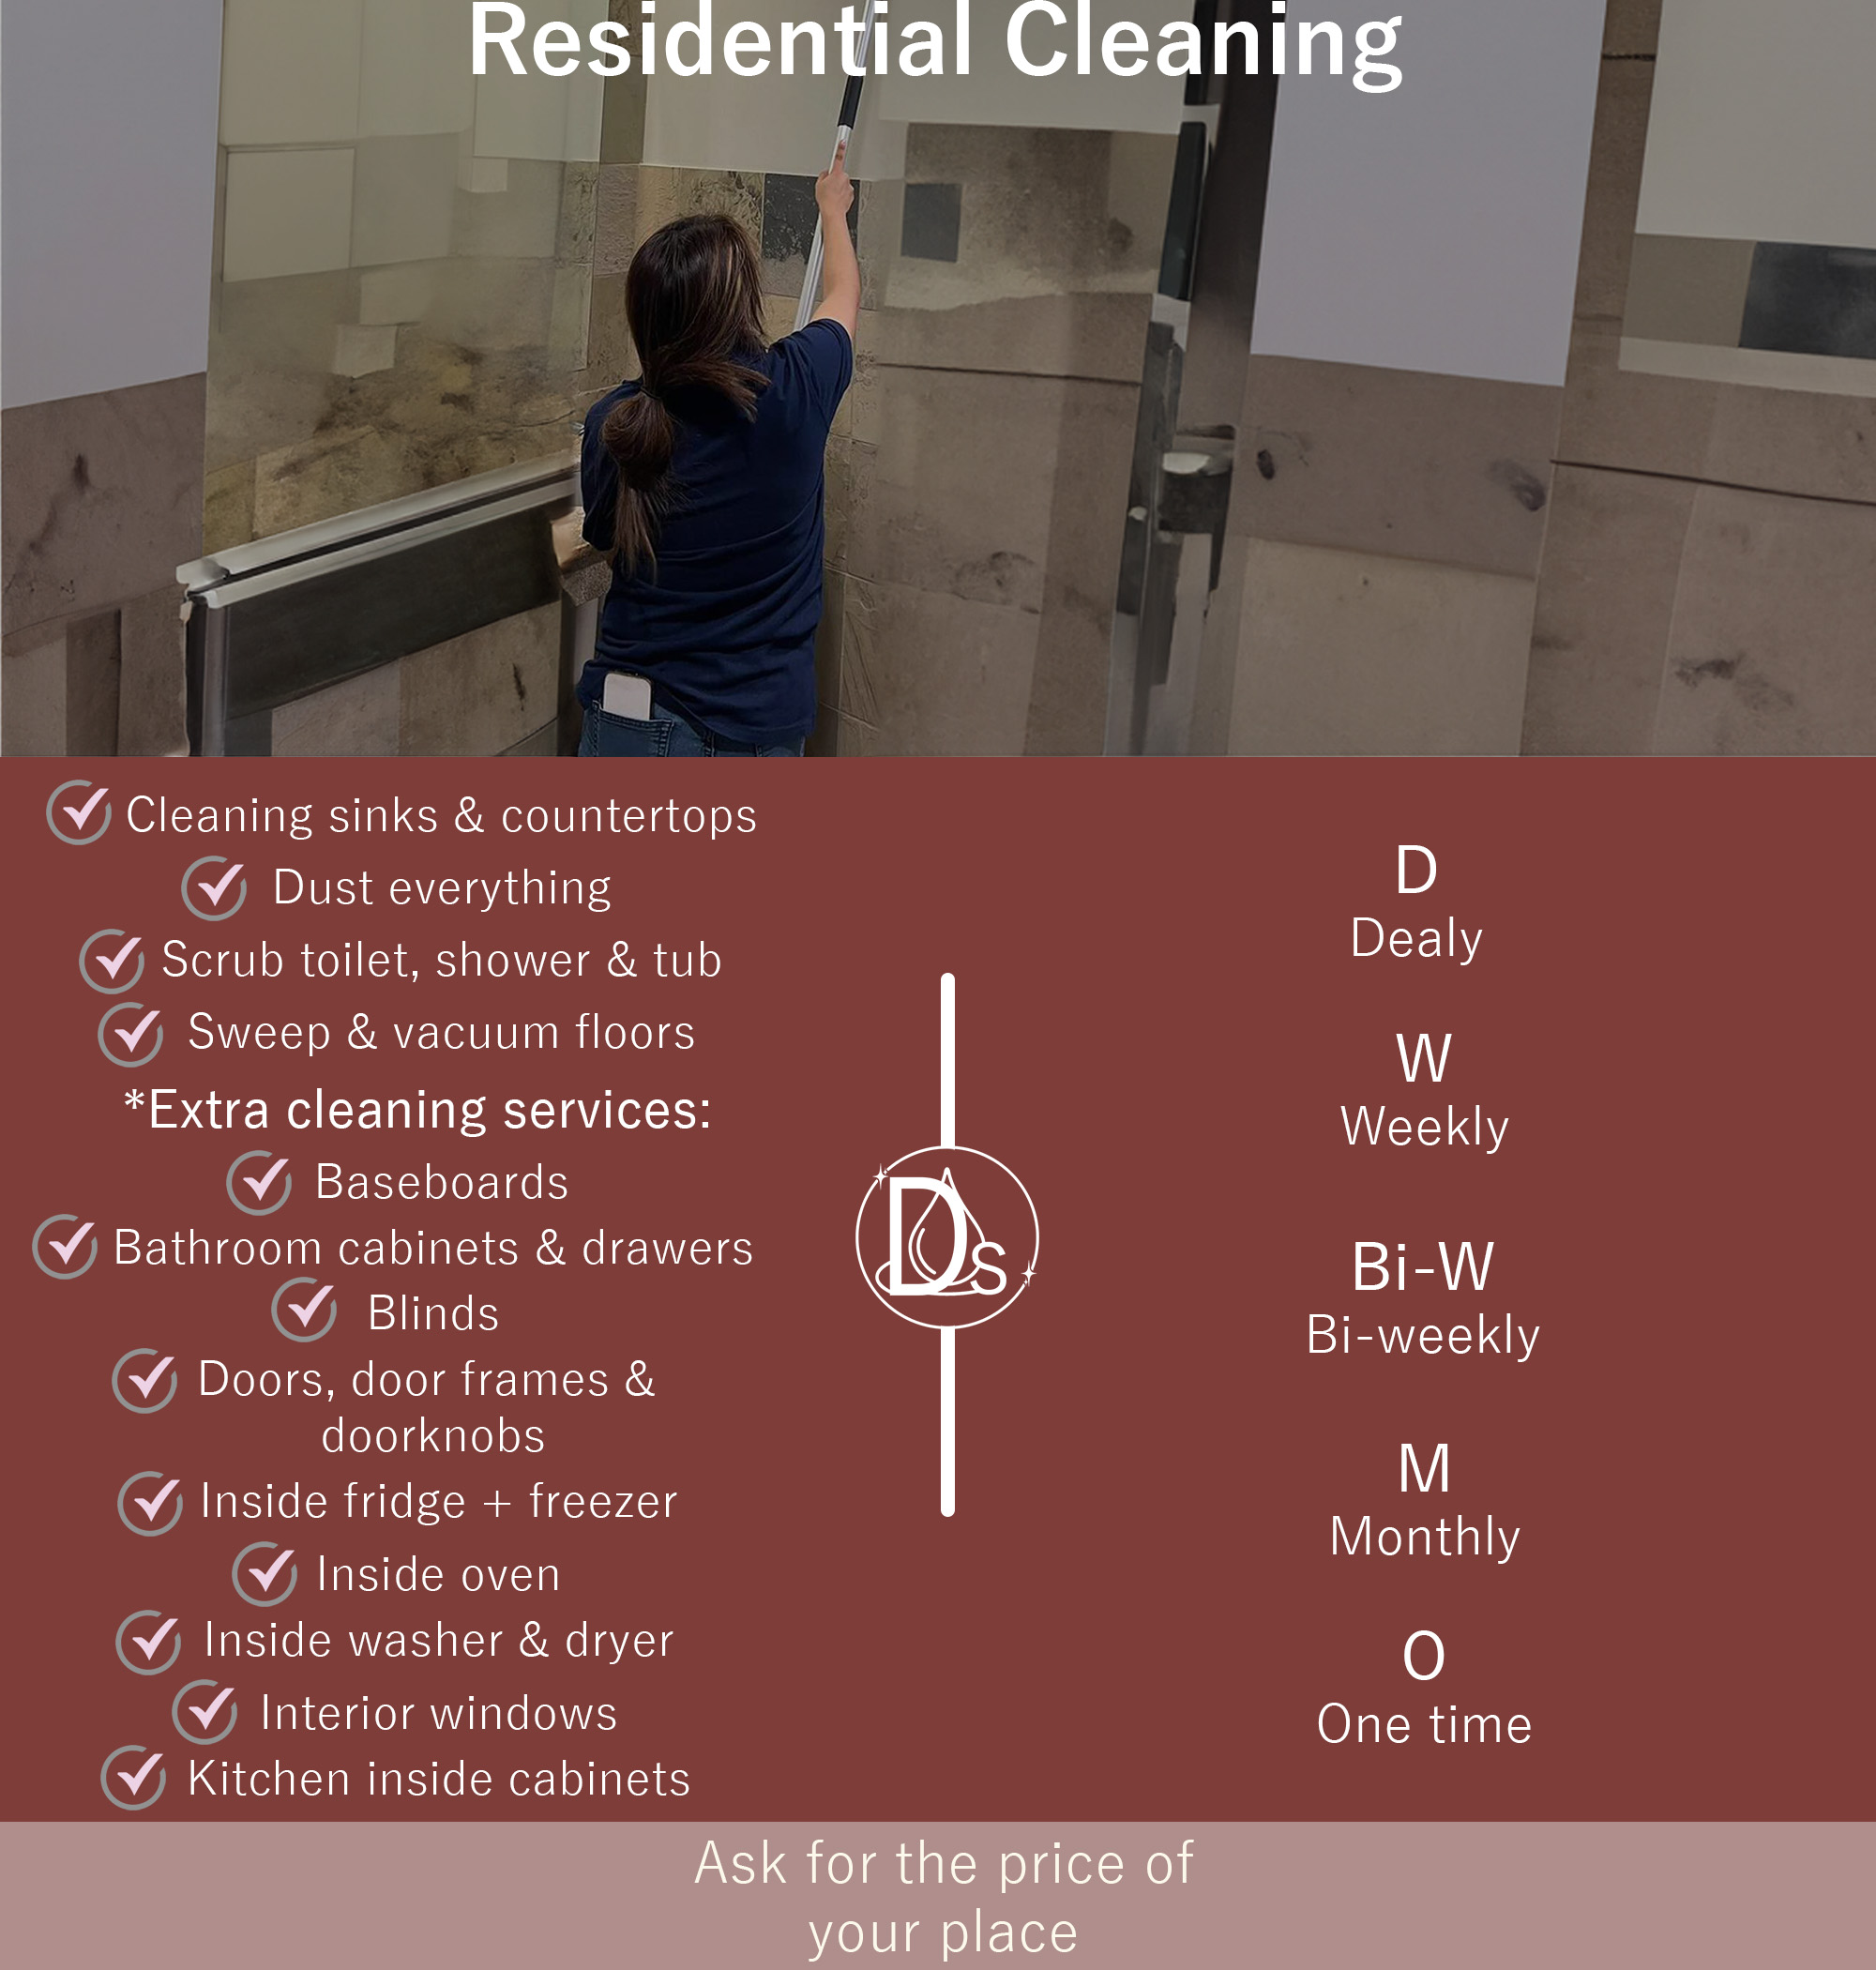 Residential Cleaning
Cleaning sinks & countertops
Dust everything
Scrub toilet, shower & tub
Sweep & vacuum floors
*Extra cleaning services:
Baseboards
Bathroom cabinets & drawers
Blinds
Doors, door frames &
doorknobs
Inside fridge + freezer
Inside oven
Inside washer & dryer
Interior windows
Kitchen inside cabinets
Ds
D
Dealy
W
Weekly
Bi-W
Bi-weekly
M
Monthly
O
One time
Ask for the price of
your place